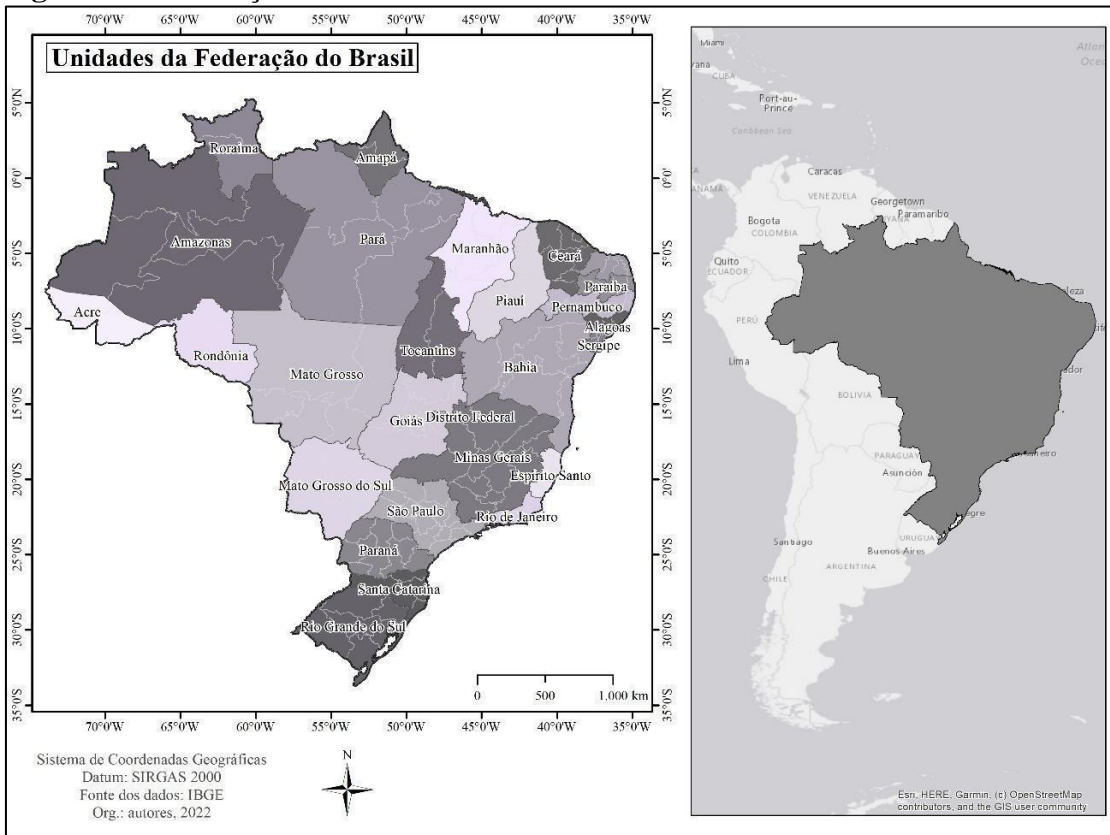 70°0'W 65°0'W 60°0'W 55°0'W 50°0'W 45°0'W 40°0'W 35°0'W
Unidades da Federação do Brasil
5°0'N
0°0'
5°0'S
10°0'S
15°0'S
20°0'S
25°0'S
30°0'S
35°0'S
Roraima
Amapá
Amazonas
Pará
Maranhão
Ceará
Paraíba
Piauí
Pernambuco
Acre
Alagoas
Rondônia
Tocantins
Sergipe
Bahia
Mato Grosso
Goiás
Distrito Federal
Minas Gerais
Espírito Santo
Mato Grosso do Sul
São Paulo
Rio de Janeiro
Paraná
Santa Catarina
Rio Grande do Sul
0 500 1.000 km
5°0'N
0°0'
5°0'S
10°0'S
15°0'S
20°0'S
25°0'S
30°0'S
35°0'S
70°0'W 65°0'W 60°0'W 55°0'W 50°0'W 45°0'W 40°0'W 35°0'W
Sistema de Coordenadas Geográficas
Datum: SIRGAS 2000
Fonte dos dados: IBGE
Org.: autores, 2022
N
Miami
CUBA
Port-au-
Prince
Caribbean Sea
Caracas
VENEZUELA
Georgetown
Paramaribo
Bogota
COLOMBIA
Quito
ECUADOR
PERÚ
Lima
BOLIVIA
PARAGUAY
Asunción
Santiago
URUGUAY
Buenos Aires
CHILE
ARGENTINA
Esri, HERE, Garmin, (c) OpenStreetMap
contributors, and the GIS user community